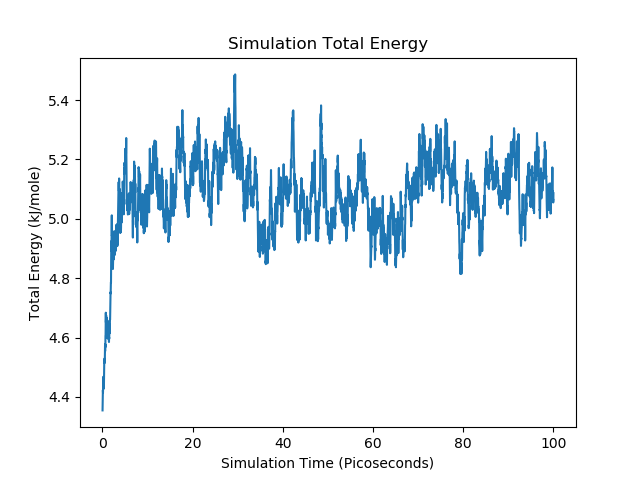 Simulation Total Energy
Total Energy (kJ/mole)
5.4
5.2
5.0
4.8
4.6
4.4
0 20 40 60 80 100
Simulation Time (Picoseconds)